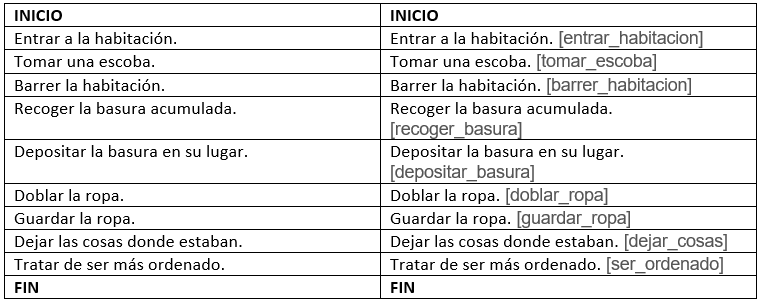 INICIO
INICIO
Entrar a la habitación.
Entrar a la habitación. [entrar_habitacion]
Tomar una escoba.
Tomar una escoba. [tomar_escoba]
Barrer la habitación.
Barrer la habitación. [barrer_habitacion]
Recoger la basura acumulada.
Recoger la basura acumulada.
[recoger_basura]
Depositar la basura en su lugar.
Depositar la basura en su lugar.
[depositar_basura]
Doblar la ropa.
Doblar la ropa. [doblar_ropa]
Guardar la ropa.
Guardar la ropa. [guardar_ropa]
Dejar las cosas donde estaban.
Dejar las cosas donde estaban. [dejar_cosas]
Tratar de ser más ordenado.
Tratar de ser más ordenado. [ser_ordenado]
FIN
FIN